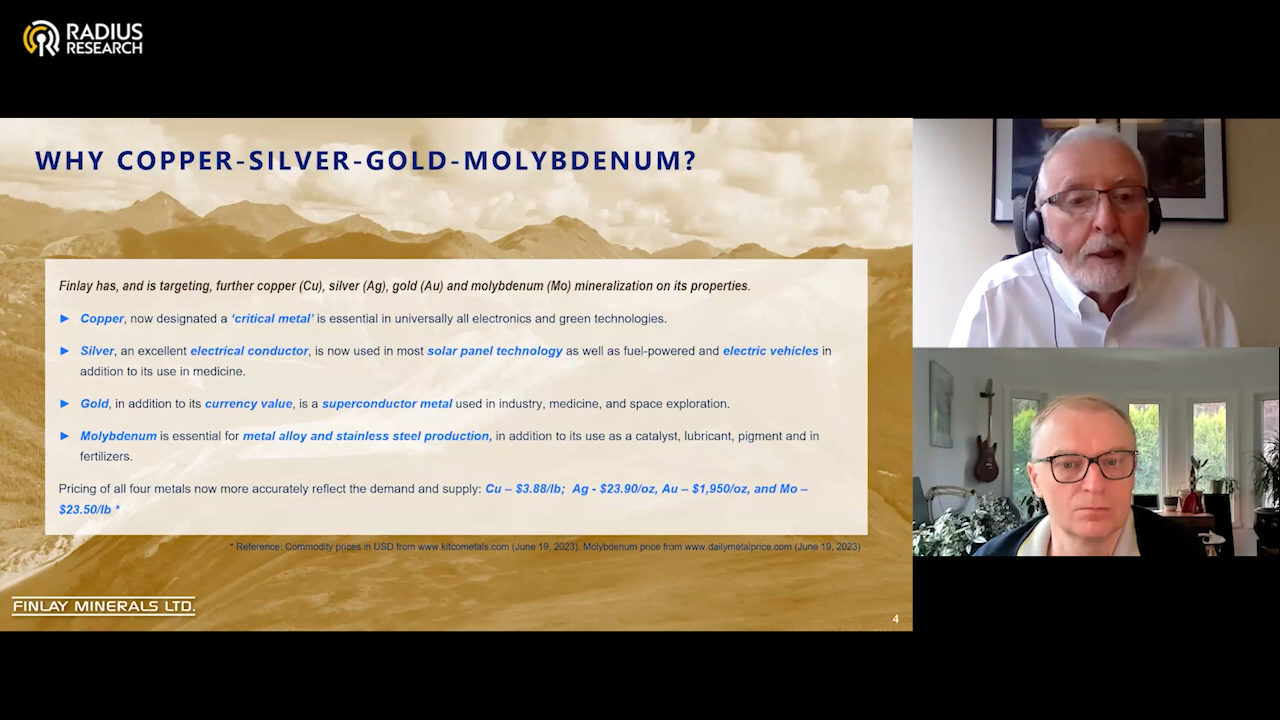 RADIUS
RESEARCH
WHY COPPER-SILVER-GOLD-MOLYBDENUM?
Finlay has, and is targeting, further copper (Cu), silver (Ag), gold (Au) and molybdenum (Mo) mineralization on its properties.
► Copper, now designated a ‘critical metal’ is essential in universally all electronics and green technologies.
► Silver, an excellent electrical conductor, is now used in most solar panel technology as well as fuel-powered and electric vehicles in
addition to its use in medicine.
► Gold, in addition to its currency value, is a superconductor metal used in industry, medicine, and space exploration.
► Molybdenum is essential for metal alloy and stainless steel production, in addition to its use as a catalyst, lubricant, pigment and in
fertilizers.
Pricing of all four metals now more accurately reflect the demand and supply: Cu – $3.88/lb; Ag - $23.90/oz, Au – $1,950/oz, and Mo –
$23.50/lb *
* Reference: Commodity prices in USD from www.kitcometals.com (June 19, 2023). Molybdenum price from www.dailymetalprice.com (June 19, 2023)
FINLAY MINERALS LTD.
4